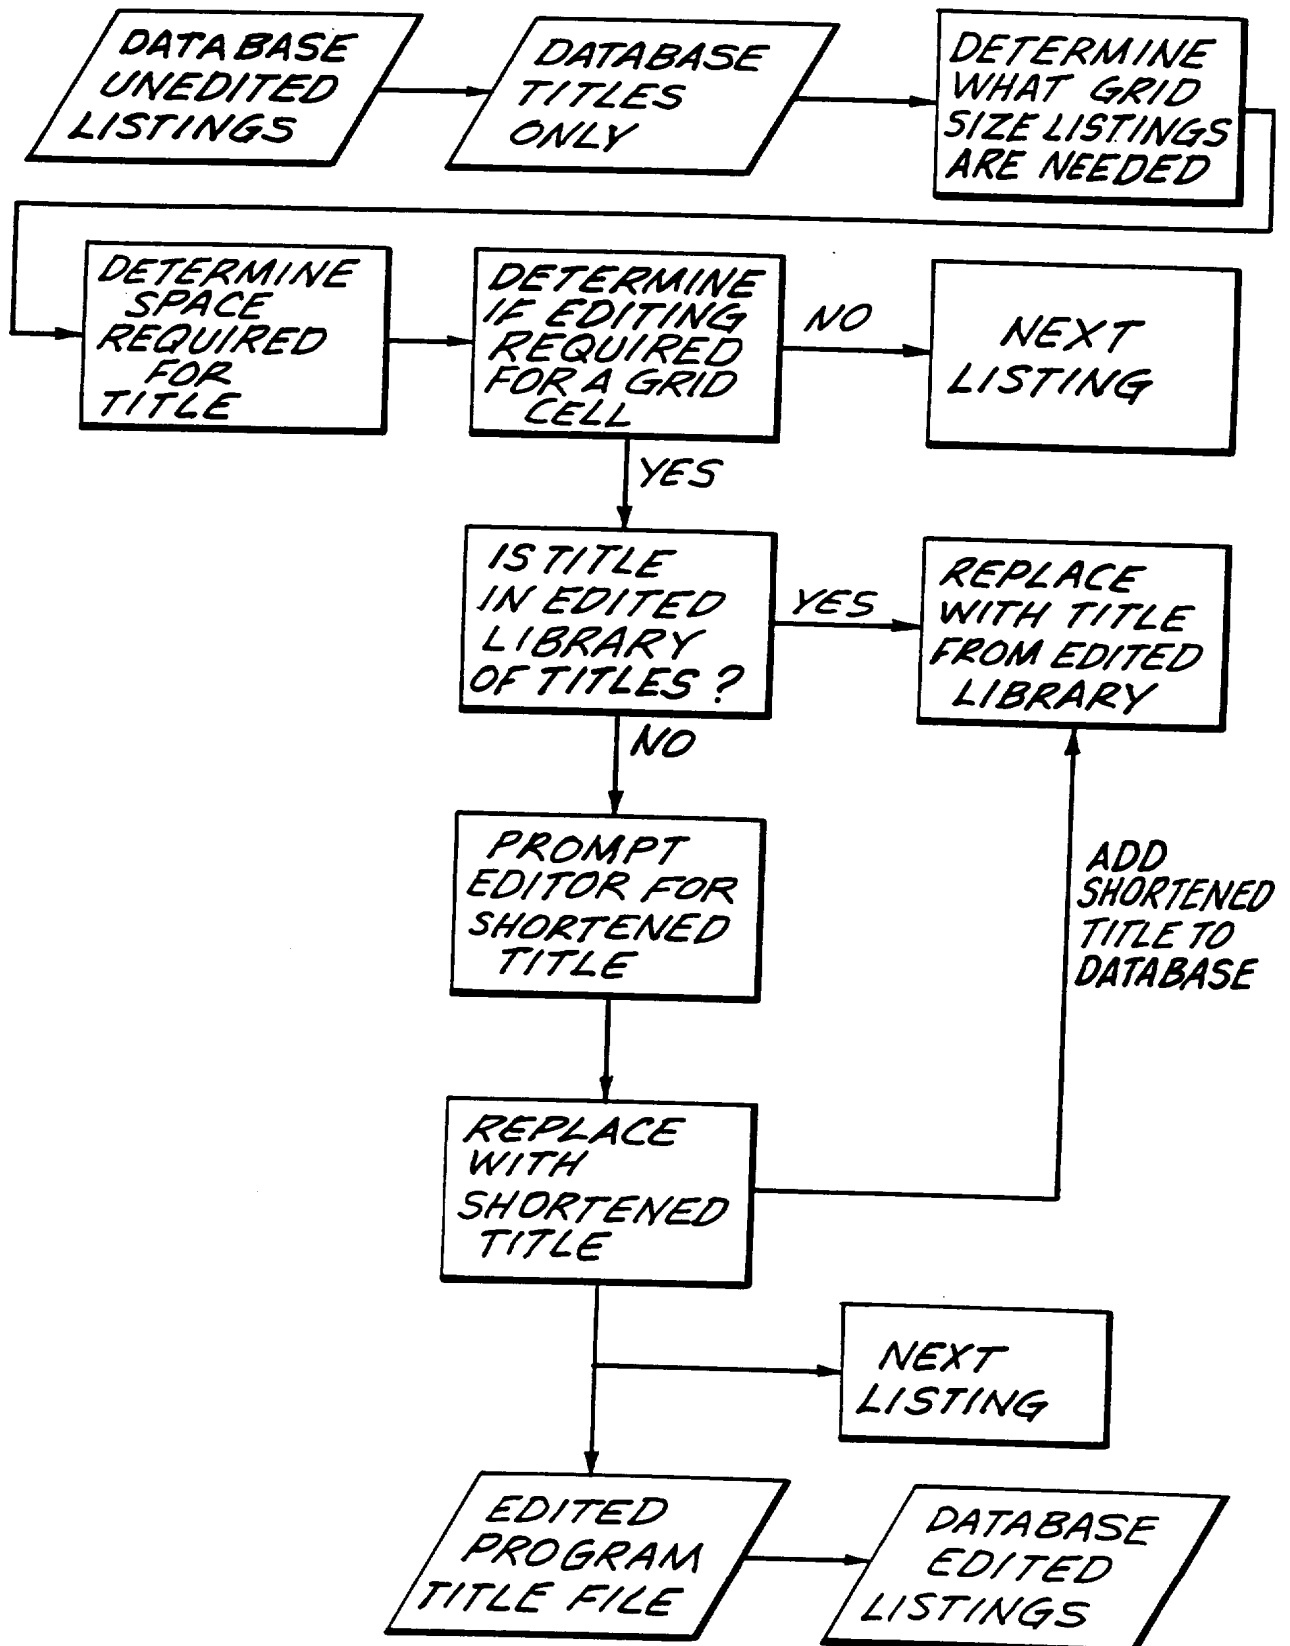 DATABASE
UNEDITED
LISTINGS
DATABASE
TITLES
ONLY
DETERMINE
WHAT GRID
SIZE LISTINGS
ARE NEEDED
DETERMINE
SPACE
REQUIRED
FOR
TITLE
DETERMINE
IF EDITING
REQUIRED
FOR A GRID
CELL
NO
NEXT
LISTING
YES
IS TITLE
IN EDITED
LIBRARY
OF TITLES ?
YES
REPLACE
WITH TITLE
FROM EDITED
LIBRARY
NO
PROMPT
EDITOR FOR
SHORTENED
TITLE
ADD
SHORTENED
TITLE TO
DATABASE
REPLACE
WITH
SHORTENED
TITLE
NEXT
LISTING
EDITED
PROGRAM
TITLE FILE
DATABASE
EDITED
LISTINGS